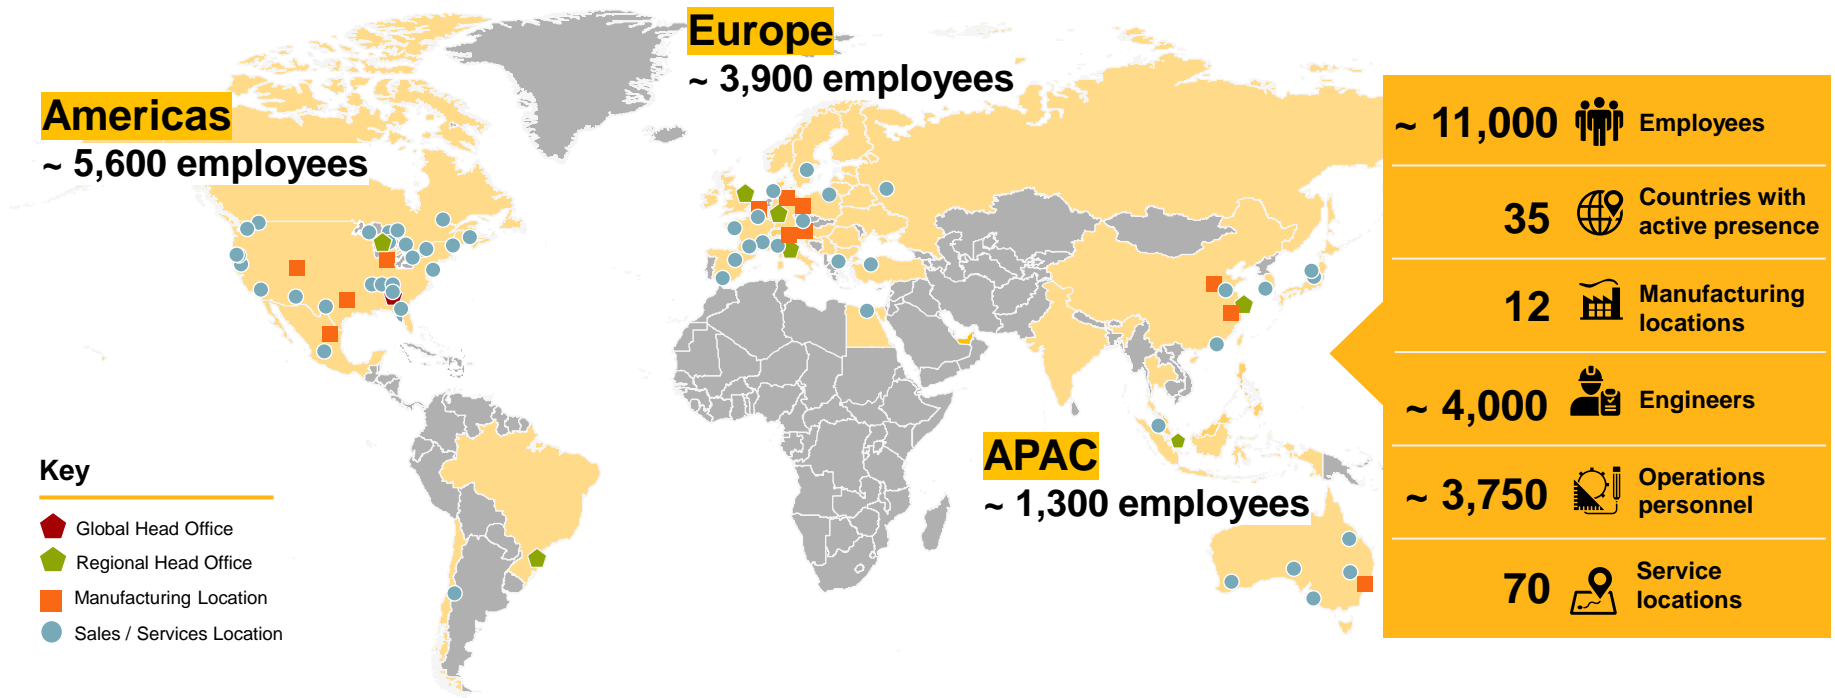 Europe
~ 3,900 employees
Americas
~ 5,600 employees
APAC
~ 1,300 employees
Key
Global Head Office
Regional Head Office
Manufacturing Location
Sales / Services Location
~ 11,000 Employees
35 Countries with
active presence
12 Manufacturing
locations
~ 4,000 Engineers
~ 3,750 Operations
personnel
70 Service
locations